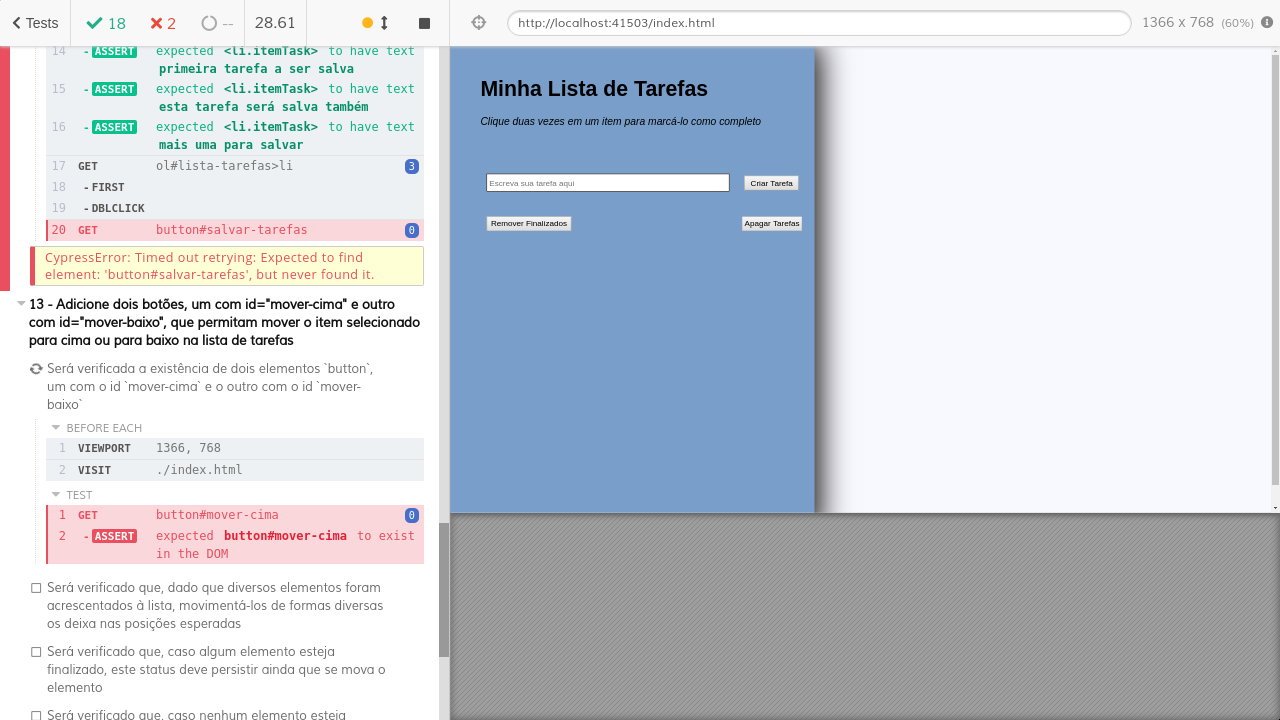 Tests
18
2
--
28.61
http://localhost:41503/index.html
1366 x 768 (60%)
14 - ASSERT expected <li.itemTask> to have text
primeira tarefa a ser salva
15 - ASSERT expected <li.itemTask> to have text
esta tarefa será salva também
16 - ASSERT expected <li.itemTask> to have text
mais uma para salvar
17 GET ol#lista-tarefas>li 3
18 - FIRST
19 - DBLCLICK
20 GET button#salvar-tarefas 0
CypressError: Timed out retrying: Expected to find
element: 'button#salvar-tarefas', but never found it.
13 - Adicione dois botões, um com id="mover-cima" e outro
com id="mover-baixo", que permitam mover o item selecionado
para cima ou para baixo na lista de tarefas
Será verificada a existência de dois elementos `button`,
um com o id `mover-cima` e o outro com o id `mover-
baixo`
BEFORE EACH
1 VIEWPORT 1366, 768
2 VISIT ./index.html
TEST
1 GET button#mover-cima 0
2 - ASSERT expected button#mover-cima to exist
in the DOM
Será verificado que, dado que diversos elementos foram
acrescentados à lista, movimentá-los de formas diversas
os deixa nas posições esperadas
Será verificado que, caso algum elemento esteja
finalizado, este status deve persistir ainda que se mova o
elemento
Será verificado que, caso nenhum elemento esteja
Minha Lista de Tarefas
Clique duas vezes em um item para marcá-lo como completo
Escreva sua tarefa aqui
Criar Tarefa
Remover Finalizados
Apagar Tarefas